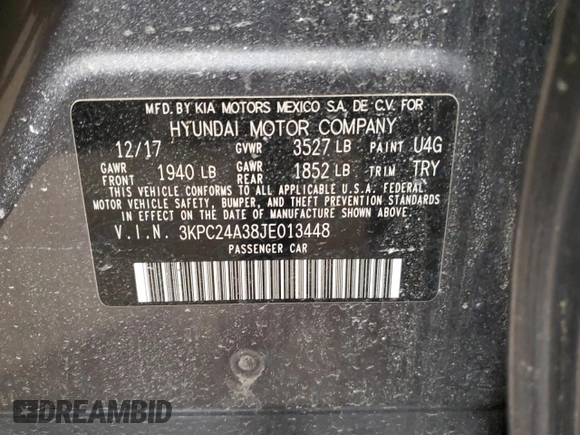 MFD. BY KIA MOTORS MEXICO S.A. DE C.V. FOR
HYUNDAI MOTOR COMPANY
12/17 GVWR 3527 LB PAINT U4G
GAWR FRONT 1940 LB GAWR REAR 1852 LB TRIM TRY
THIS VEHICLE CONFORMS TO ALL APPLICABLE U.S.A. FEDERAL
MOTOR VEHICLE SAFETY, BUMPER, AND THEFT PREVENTION STANDARDS
IN EFFECT ON THE DATE OF MANUFACTURE SHOWN ABOVE.
V.I.N. 3KPC24A38JE013448
PASSENGER CAR
DREAMBID